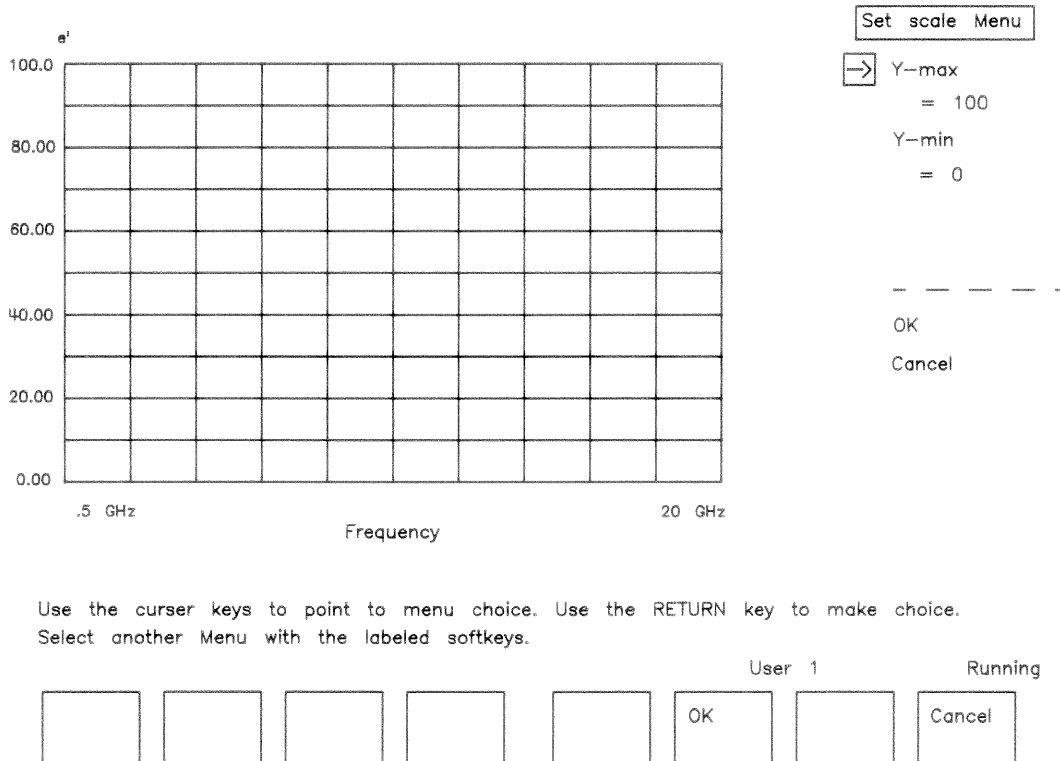 Set scale Menu
e'
100.0
80.00
60.00
40.00
20.00
0.00
.5 GHz
20 GHz
Frequency
→ Y-max
= 100
Y-min
= 0
OK
Cancel
Use the curser keys to point to menu choice. Use the RETURN key to make choice.
Select another Menu with the labeled softkeys.
User 1
Running
OK
Cancel